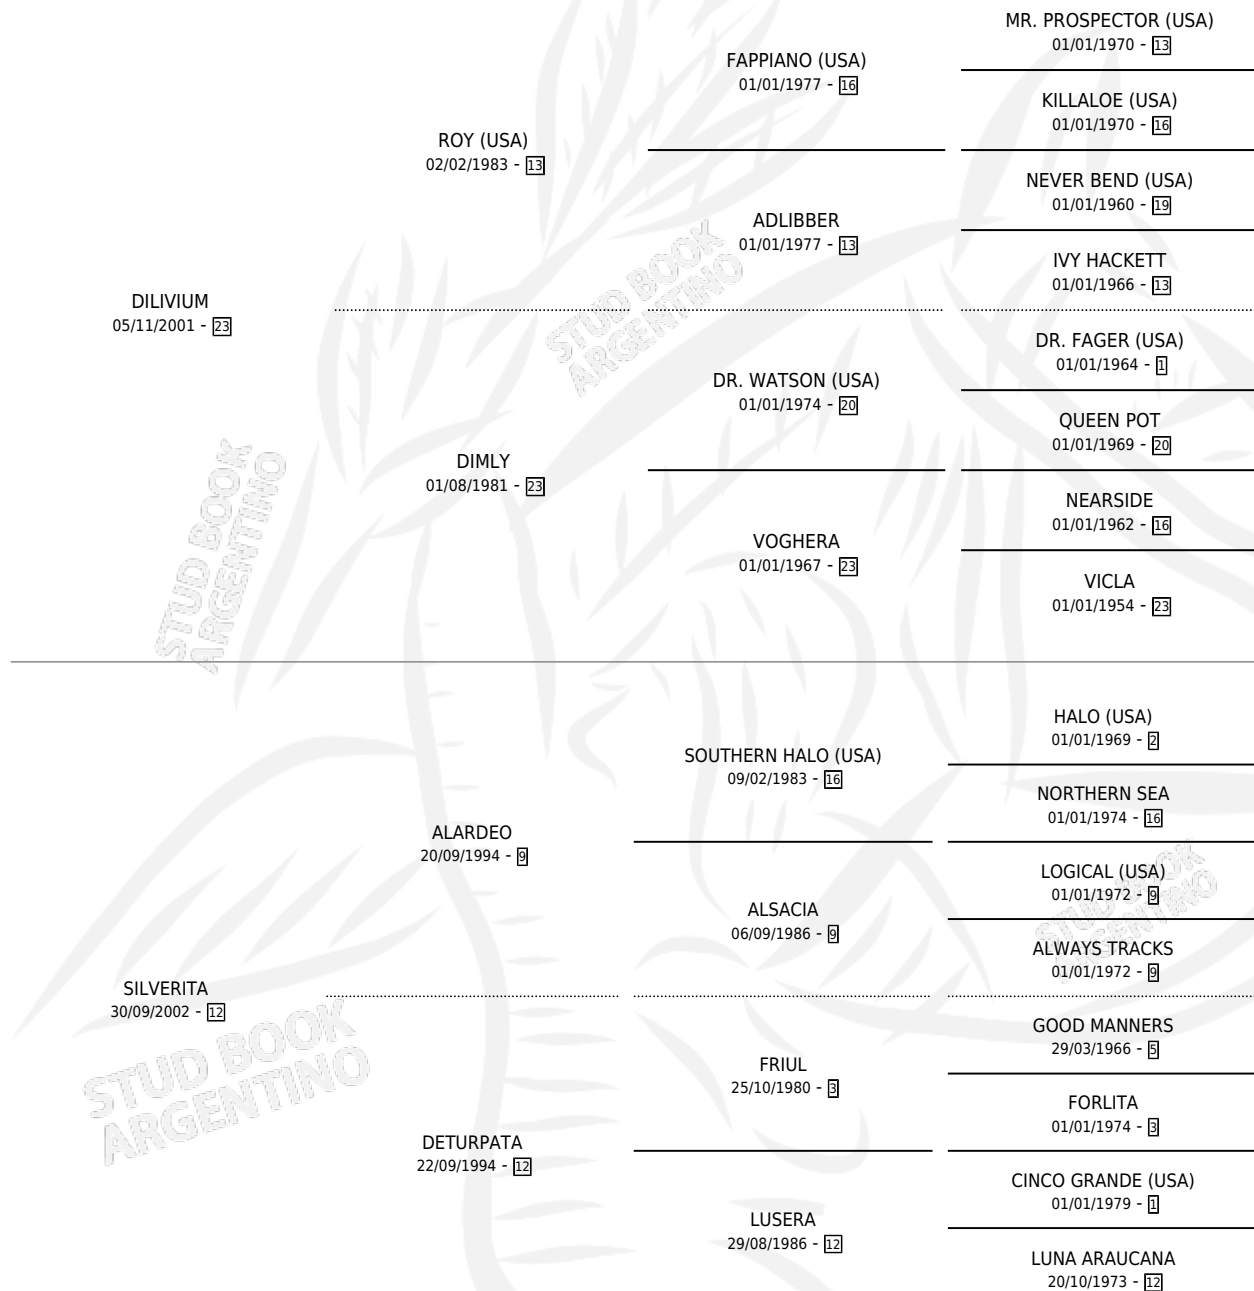 MR. PROSPECTOR (USA)
01/01/1970 - 13
FAPPIANO (USA)
01/01/1977 - 16
KILLALOE (USA)
01/01/1970 - 16
ROY (USA)
02/02/1983 - 13
NEVER BEND (USA)
01/01/1960 - 19
ADLIBBER
01/01/1977 - 13
IVY HACKETT
01/01/1966 - 13
DILIVIUM
05/11/2001 - 23
DR. FAGER (USA)
01/01/1964 - 1
DR. WATSON (USA)
01/01/1974 - 20
QUEEN POT
01/01/1969 - 20
DIMLY
01/08/1981 - 23
NEARSIDE
01/01/1962 - 16
VOGHERA
01/01/1967 - 23
VICLA
01/01/1954 - 23
HALO (USA)
01/01/1969 - 2
SOUTHERN HALO (USA)
09/02/1983 - 16
NORTHERN SEA
01/01/1974 - 16
ALARDEO
20/09/1994 - 9
LOGICAL (USA)
01/01/1972 - 9
ALSACIA
06/09/1986 - 9
ALWAYS TRACKS
01/01/1972 - 9
SILVERITA
30/09/2002 - 12
GOOD MANNERS
29/03/1966 - 5
FRIUL
25/10/1980 - 3
FORLITA
01/01/1974 - 3
DETURPATA
22/09/1994 - 12
CINCO GRANDE (USA)
01/01/1979 - 1
LUSERA
29/08/1986 - 12
LUNA ARAUCANA
20/10/1973 - 12
STUD BOOK
ARGENTINO
STUD BOOK
ARGENTINO
STUD BOOK
ARGENTINO
STUD BOOK
ARGENTINO